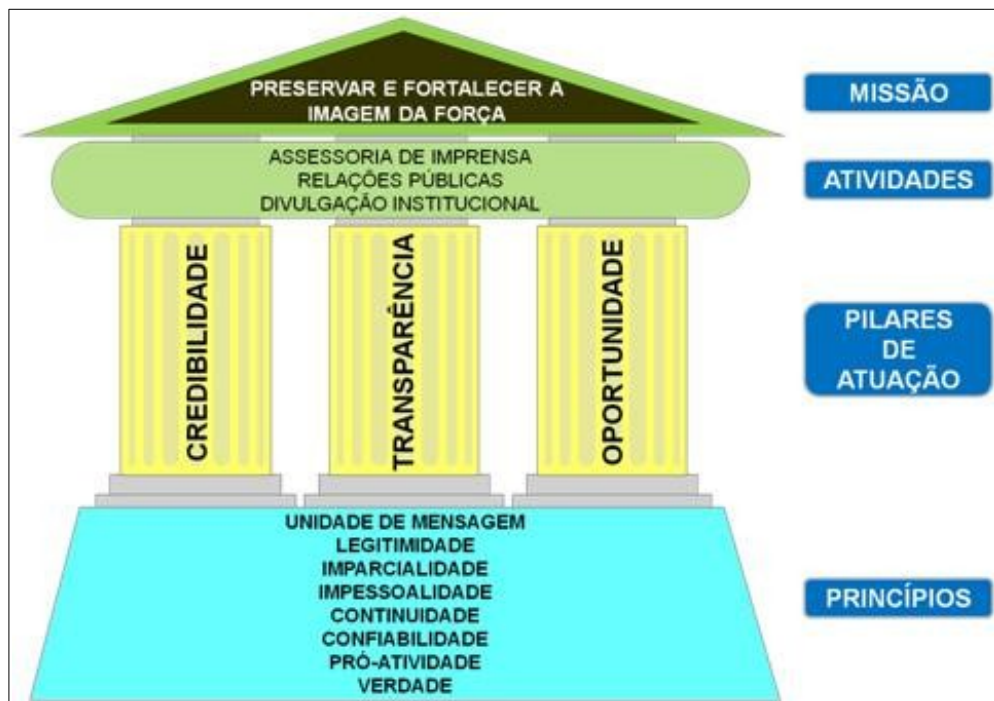 PRESERVAR E FORTALECER A
IMAGEM DA FORÇA
MISSÃO
ASSESSORIA DE IMPRENSA
RELAÇÕES PÚBLICAS
DIVULGAÇÃO INSTITUCIONAL
ATIVIDADES
CREDIBILIDADE
TRANSPARÊNCIA
OPORTUNIDADE
PILARES
DE
ATUAÇÃO
UNIDADE DE MENSAGEM
LEGITIMIDADE
IMPARCIALIDADE
IMPESSOALIDADE
CONTINUIDADE
CONFIABILIDADE
PRÓ-ATIVIDADE
VERDADE
PRINCÍPIOS